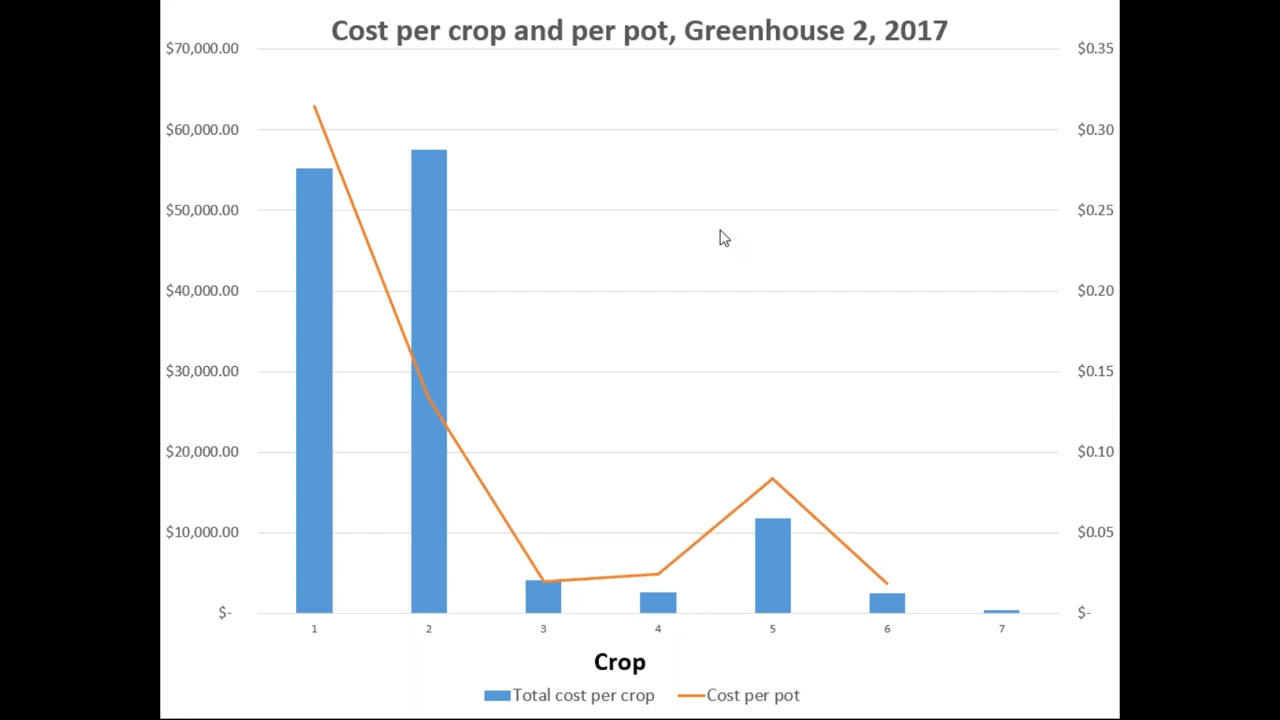 Cost per crop and per pot, Greenhouse 2, 2017
$70,000.00 $0.35
$60,000.00 $0.30
$50,000.00 $0.25
$40,000.00 $0.20
$30,000.00 $0.15
$20,000.00 $0.10
$10,000.00 $0.05
$- $-
1 2 3 4 5 6 7
Crop
Total cost per crop Cost per pot